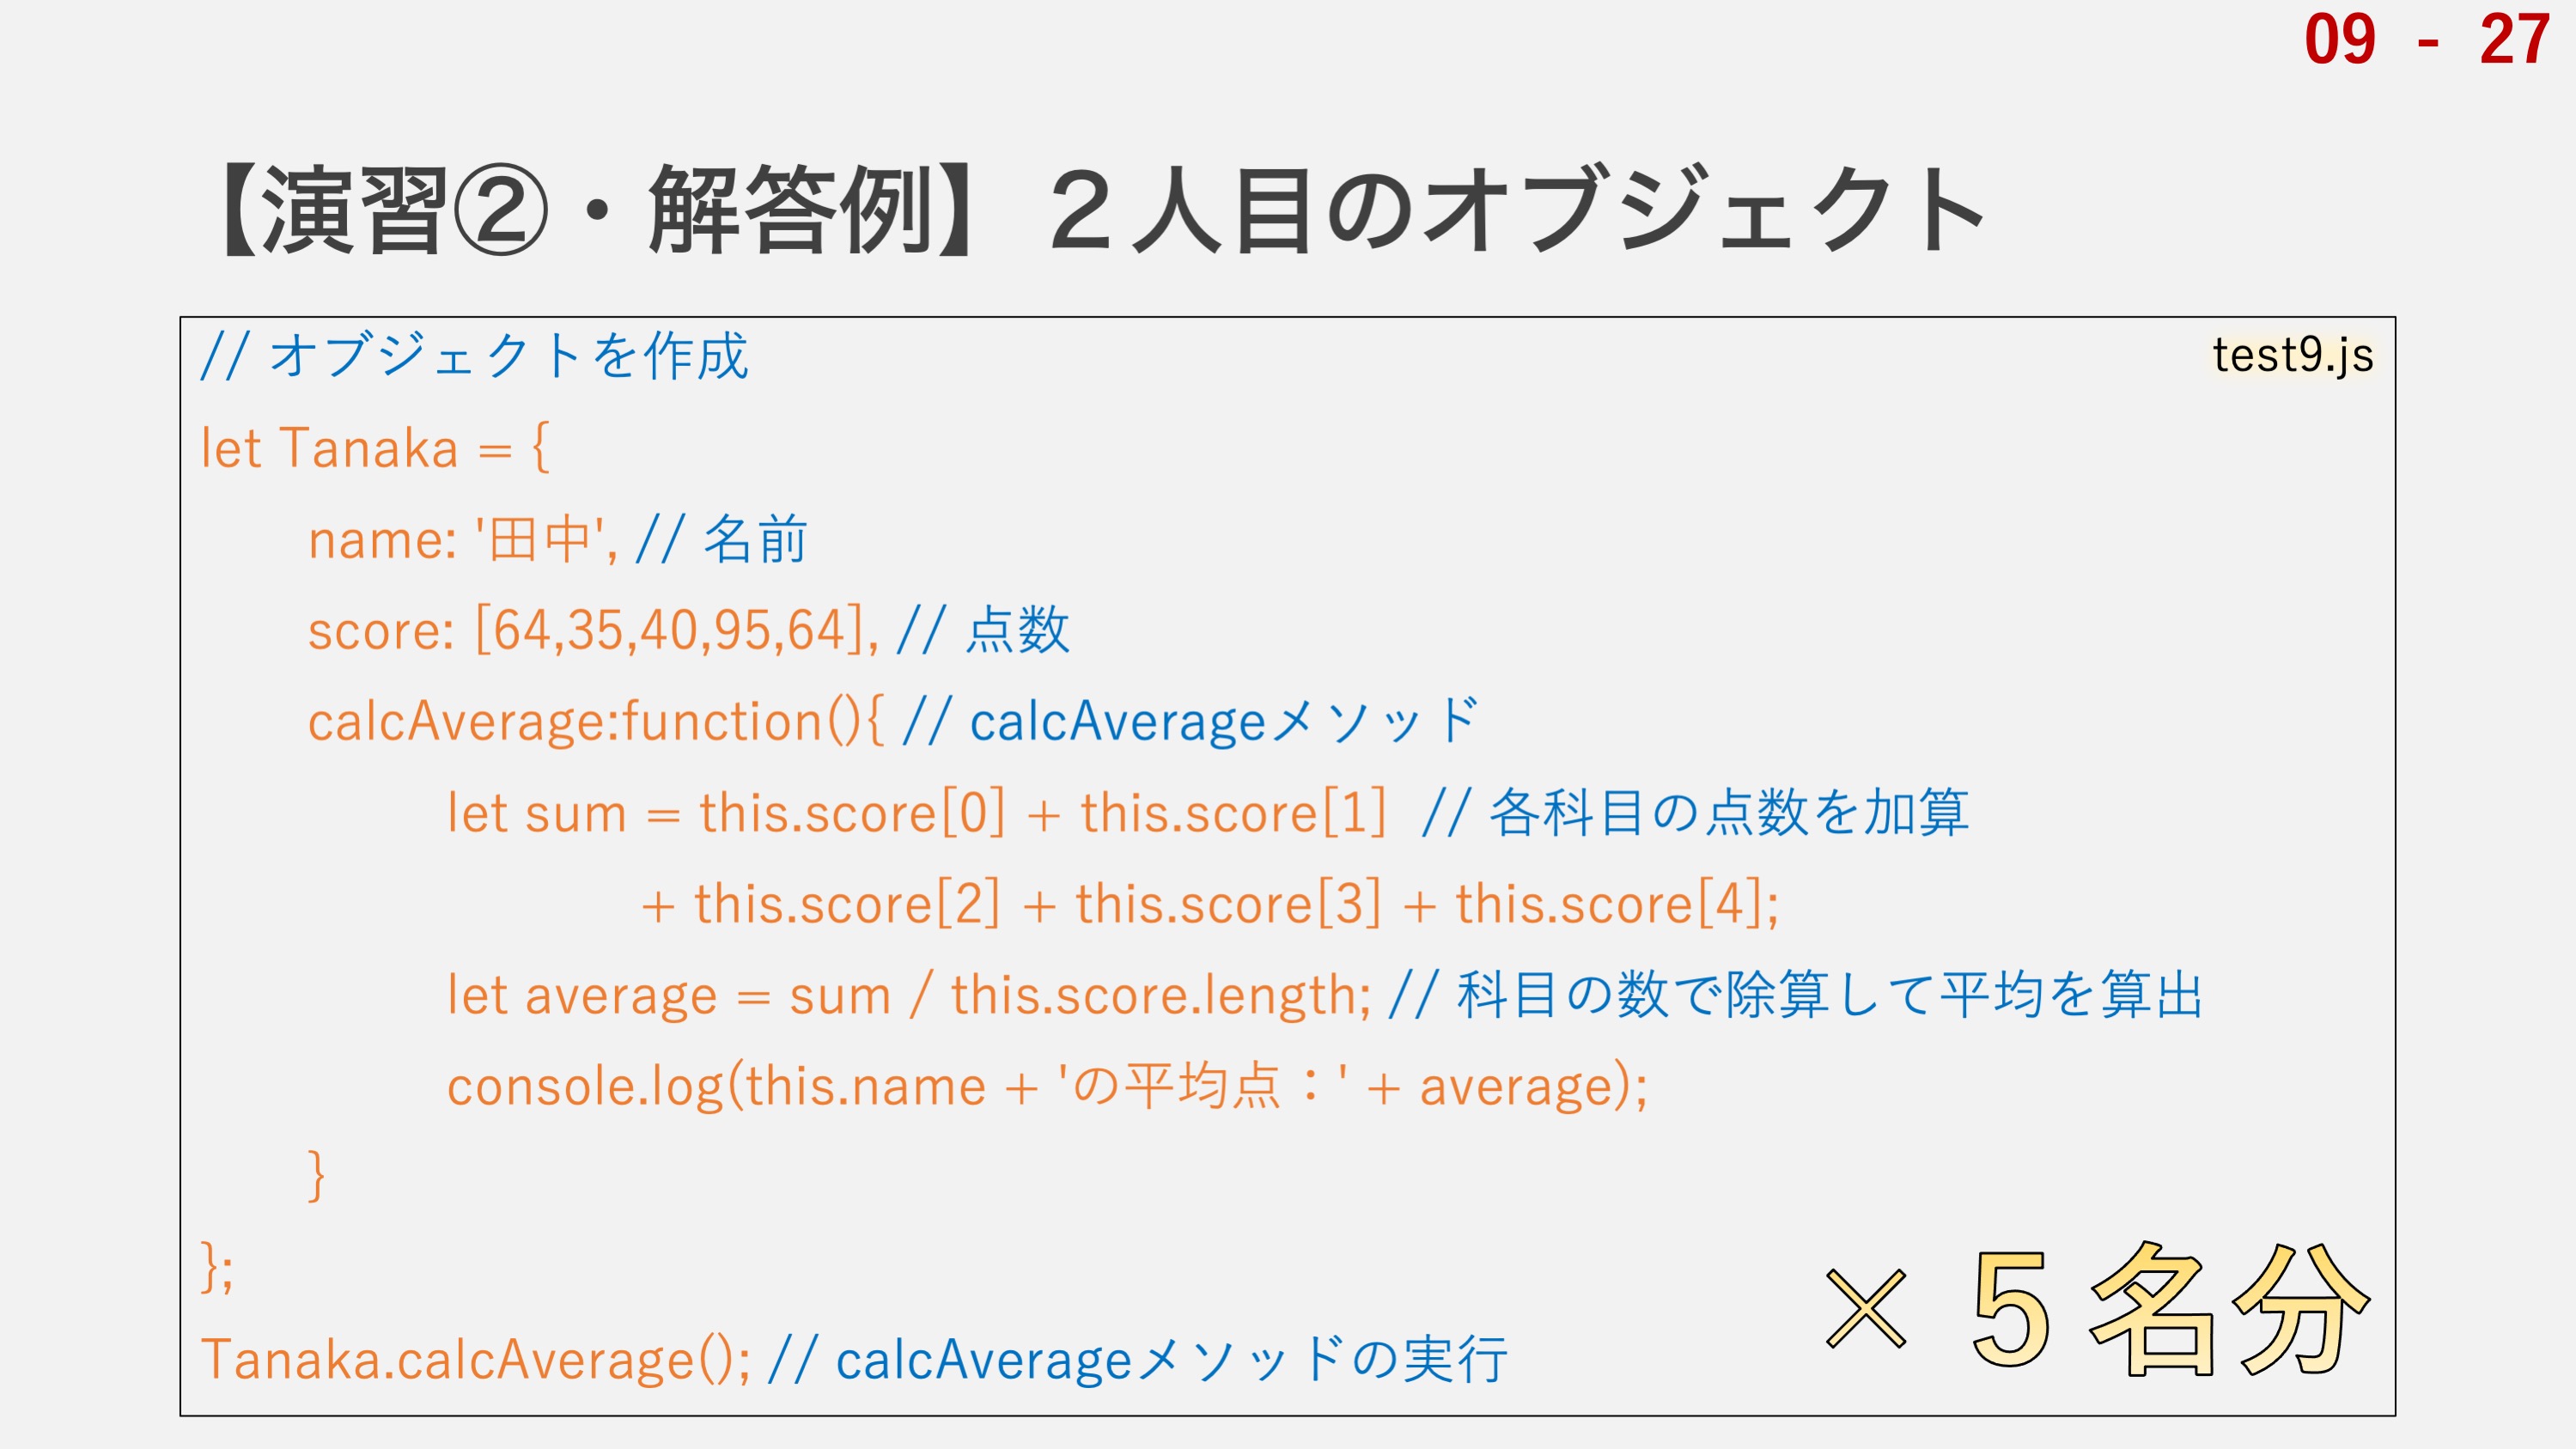 09 - 27
【演習②・解答例】２人目のオブジェクト
// オブジェクトを作成
test9.js
let Tanaka = {
name: '田中', // 名前
score: [64,35,40,95,64], // 点数
calcAverage:function(){ // calcAverageメソッド
let sum = this.score[0] + this.score[1] // 各科目の点数を加算
+ this.score[2] + this.score[3] + this.score[4];
let average = sum / this.score.length; // 科目の数で除算して平均を算出
console.log(this.name + 'の平均点：' + average);
}
};
× ５名分
Tanaka.calcAverage(); // calcAverageメソッドの実行